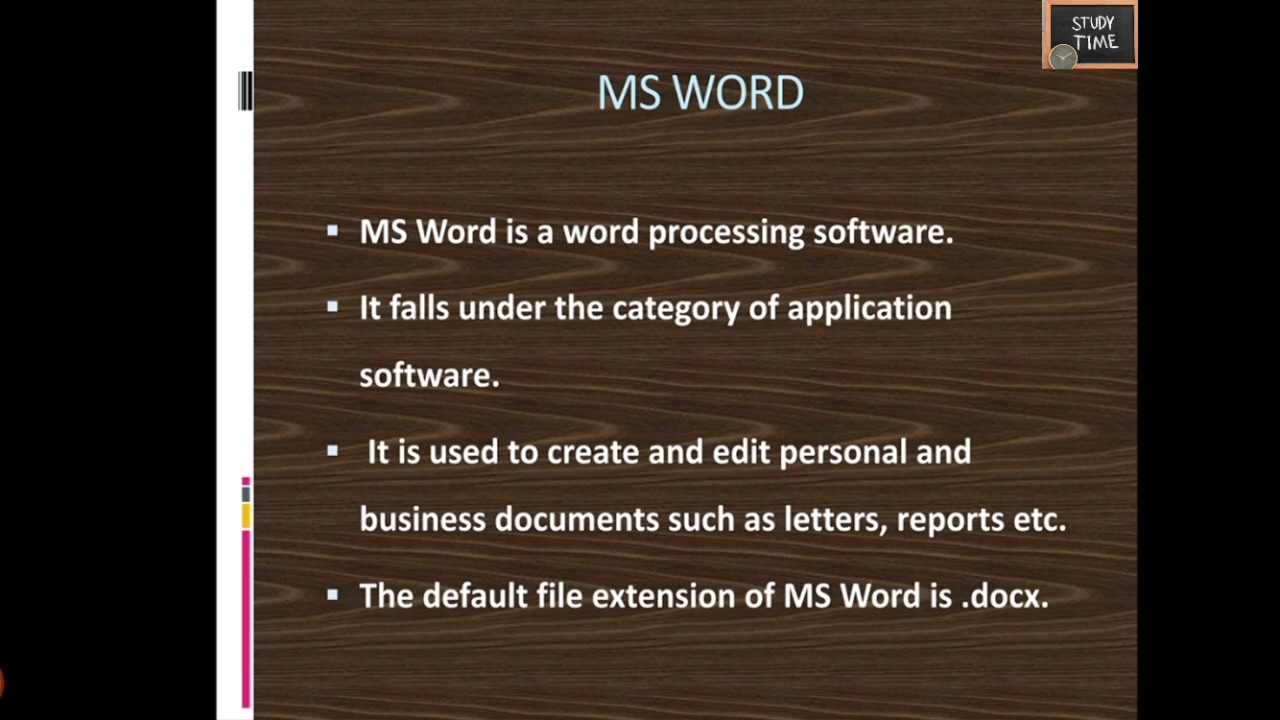 STUDY
TIME
MS WORD
▪ MS Word is a word processing software.
▪ It falls under the category of application
software.
▪ It is used to create and edit personal and
business documents such as letters, reports etc.
▪ The default file extension of MS Word is .docx.